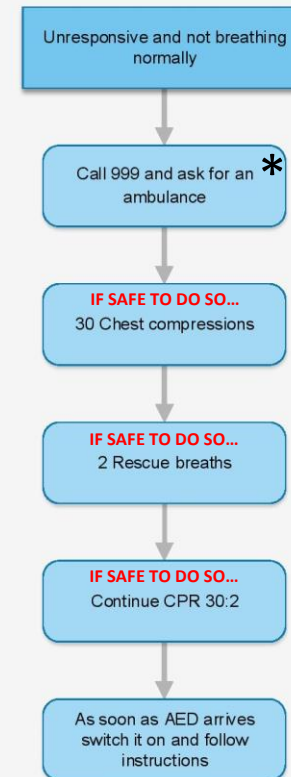 Unresponsive and not breathing
normally
Call 999 and ask for an *
ambulance
IF SAFE TO DO SO...
30 Chest compressions
IF SAFE TO DO SO...
2 Rescue breaths
IF SAFE TO DO SO...
Continue CPR 30:2
As soon as AED arrives
switch it on and follow
instructions